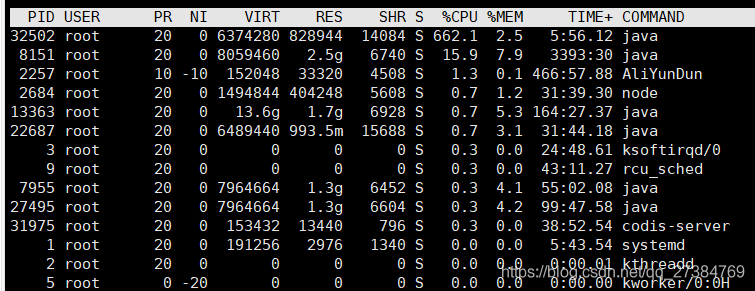 PID USER PR NI VIRT RES SHR S %CPU %MEM TIME+ COMMAND
32502 root 20 0 6374280 828944 14084 S 662.1 2.5 5:56.12 java
8151 root 20 0 8059460 2.5g 6740 S 15.9 7.9 3393:30 java
2257 root 10 -10 152048 33320 4508 S 1.3 0.1 466:57.88 AliYunDun
2684 root 20 0 1494844 404248 5608 S 0.7 1.2 31:39.30 node
13363 root 20 0 13.6g 1.7g 6928 S 0.7 5.3 164:27.37 java
22687 root 20 0 6489440 993.5m 15688 S 0.7 3.1 31:44.18 java
3 root 20 0 0 0 0 S 0.3 0.0 24:48.61 ksoftirqd/0
9 root 20 0 0 0 0 S 0.3 0.0 43:11.27 rcu_sched
7955 root 20 0 7964664 1.3g 6452 S 0.3 4.1 55:02.08 java
27495 root 20 0 7964664 1.3g 6604 S 0.3 4.2 99:47.58 java
31975 root 20 0 153432 13440 796 S 0.3 0.0 38:52.54 codis-server
1 root 20 0 191256 2976 1340 S 0.0 0.0 5:43.54 systemd
2 root 20 0 0 0 0 S 0.0 0.0 0:00.01 kthreadd
5 root 0 -20 0 0 0 S 0.0 0.0 0:00.00 kworker/0:0H
https://blog.csdn.net/qq_27384769